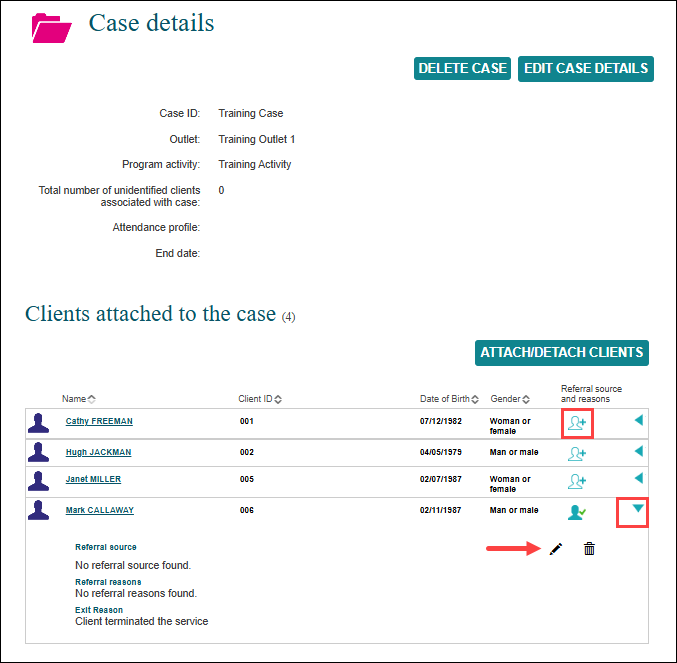 Case details
DELETE CASE EDIT CASE DETAILS
Case ID: Training Case
Outlet: Training Outlet 1
Program activity: Training Activity
Total number of unidentified clients 0
associated with case:
Attendance profile:
End date:
Clients attached to the case (4)
ATTACH/DETACH CLIENTS
Referral source
Name Client ID Date of Birth Gender and reasons
Cathy FREEMAN 001 07/12/1982 Woman or
female
Hugh JACKMAN 002 04/05/1979 Man or male
Janet MILLER 005 02/07/1987 Woman or
female
Mark CALLAWAY 006 02/11/1987 Man or male
Referral source
No referral source found.
Referral reasons
No referral reasons found.
Exit Reason
Client terminated the service